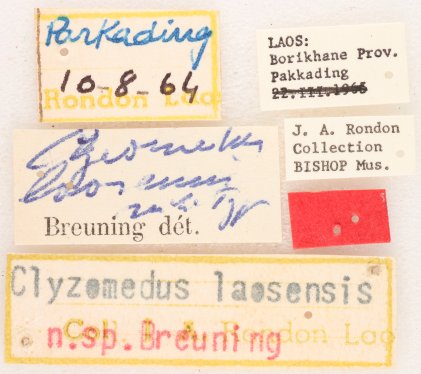 Parkading
10-8-64
Rondon Lao
LAOS:
Borikhane Prov.
Pakkading
22.III.1965
J. A. Rondon
Collection
BISHOP Mus.
Breuning dét.
Clyzomedus laosensis
Coll. J. A. Rondon Lao
n.sp.Breuning